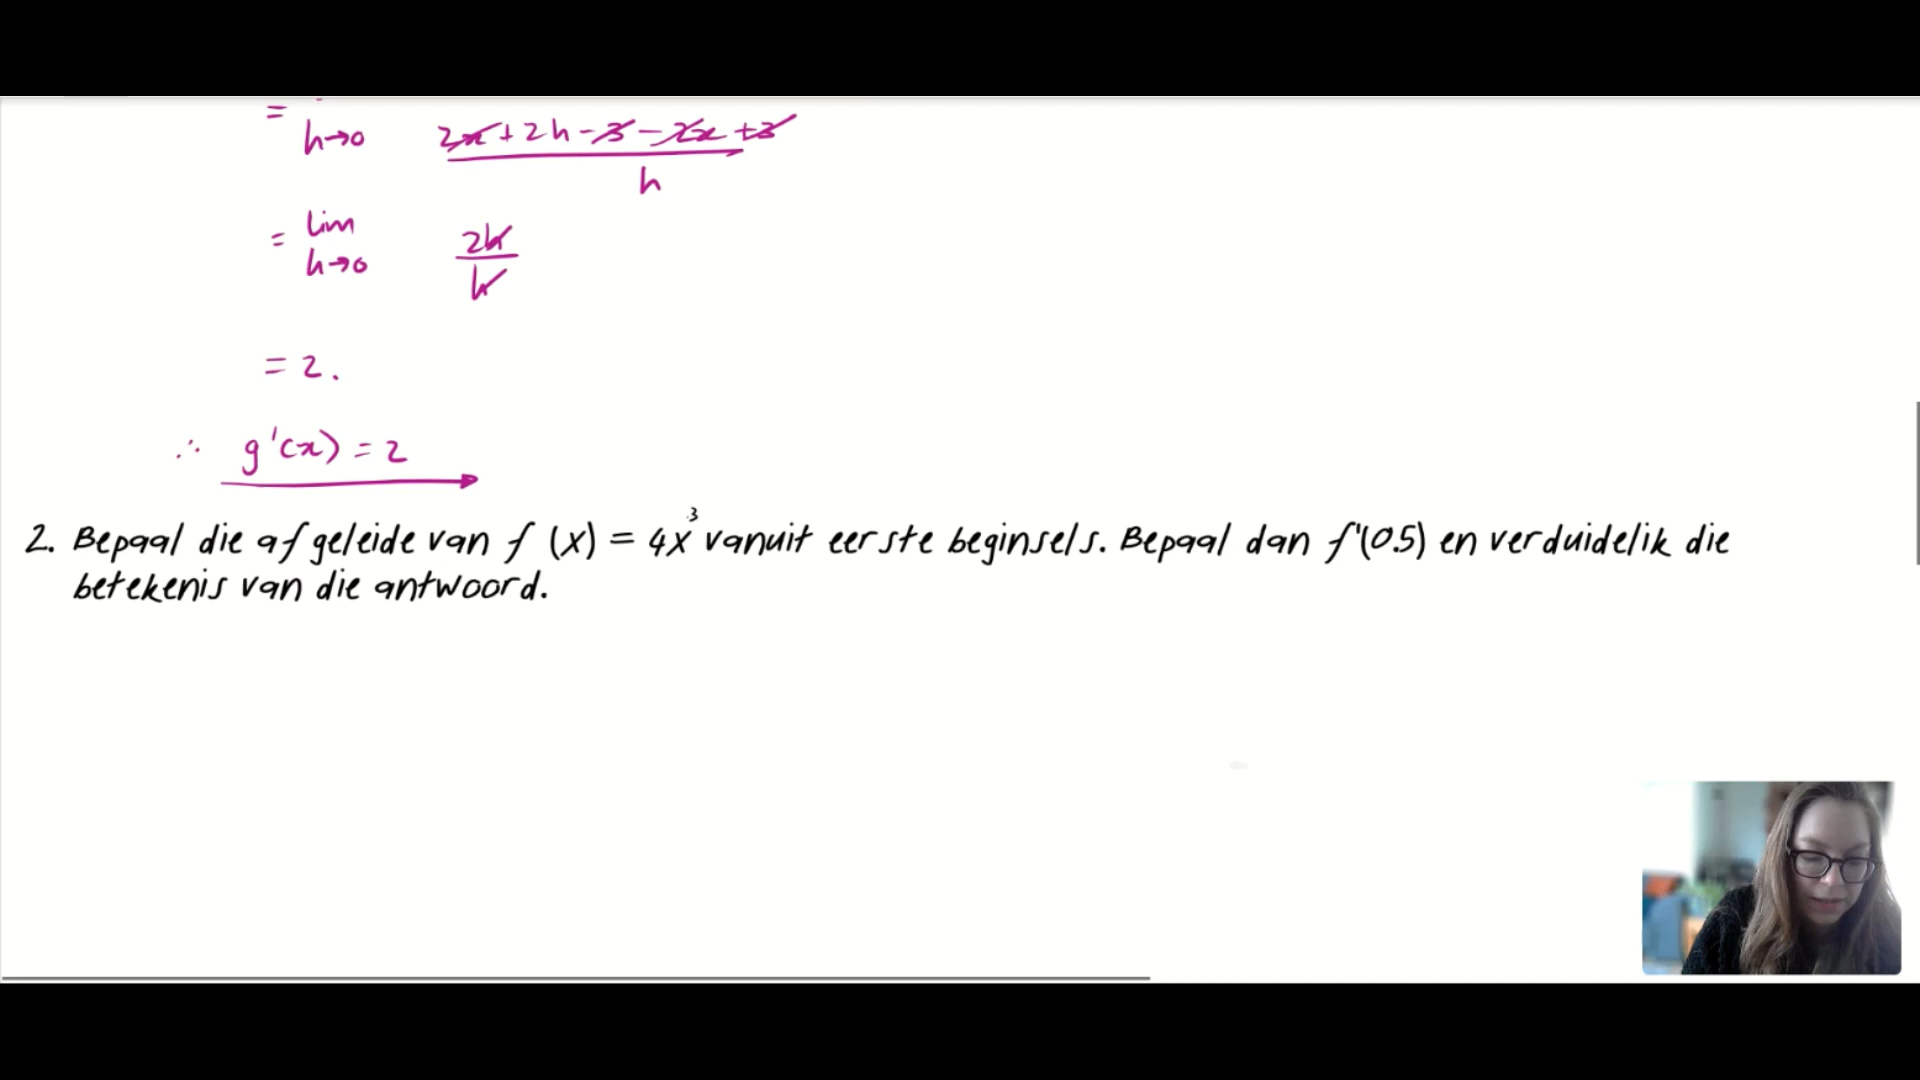 =
h→0 2x + 2h - 3 - 2x + 3
h
= lim 2h
h→0 h
= 2.
∴ g'(x) = 2
2. Bepaal die afgeleide van f (x) = 4x³ vanuit eerste beginsels. Bepaal dan f'(0.5) en verduidelik die
betekenis van die antwoord.